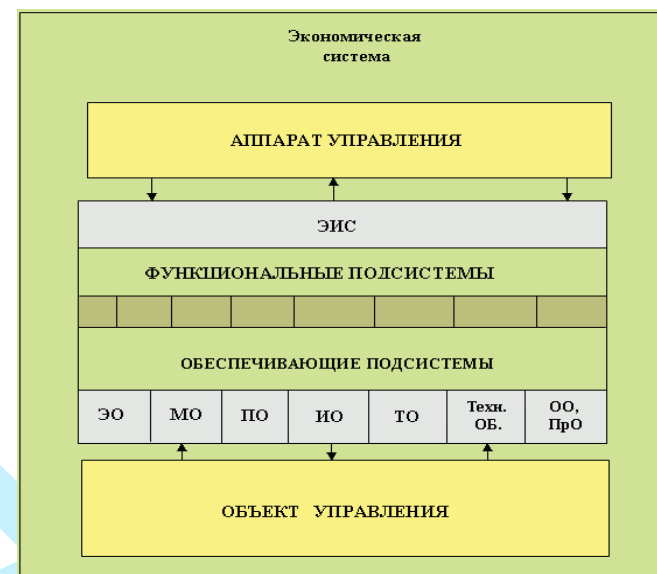 Экономическая
система
АППАРАТ УПРАВЛЕНИЯ
ЭИС
ФУНКЦИОНАЛЬНЫЕ ПОДСИСТЕМЫ
ОБЕСПЕЧИВАЮЩИЕ ПОДСИСТЕМЫ
ЭО МО ПО ИО ТО Техн. ОО,
ОБ. ПрО
ОБЪЕКТ УПРАВЛЕНИЯ